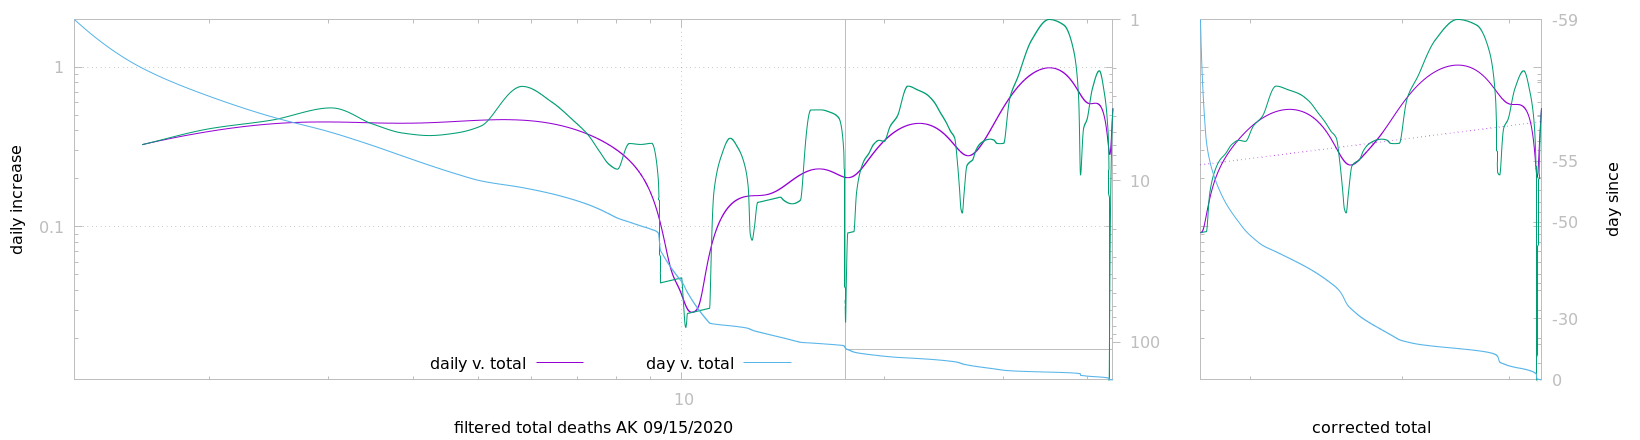 1
0.1
daily increase
daily v. total
day v. total
10
filtered total deaths AK 09/15/2020
1
10
100
-59
-55
-50
-30
0
day since
corrected total